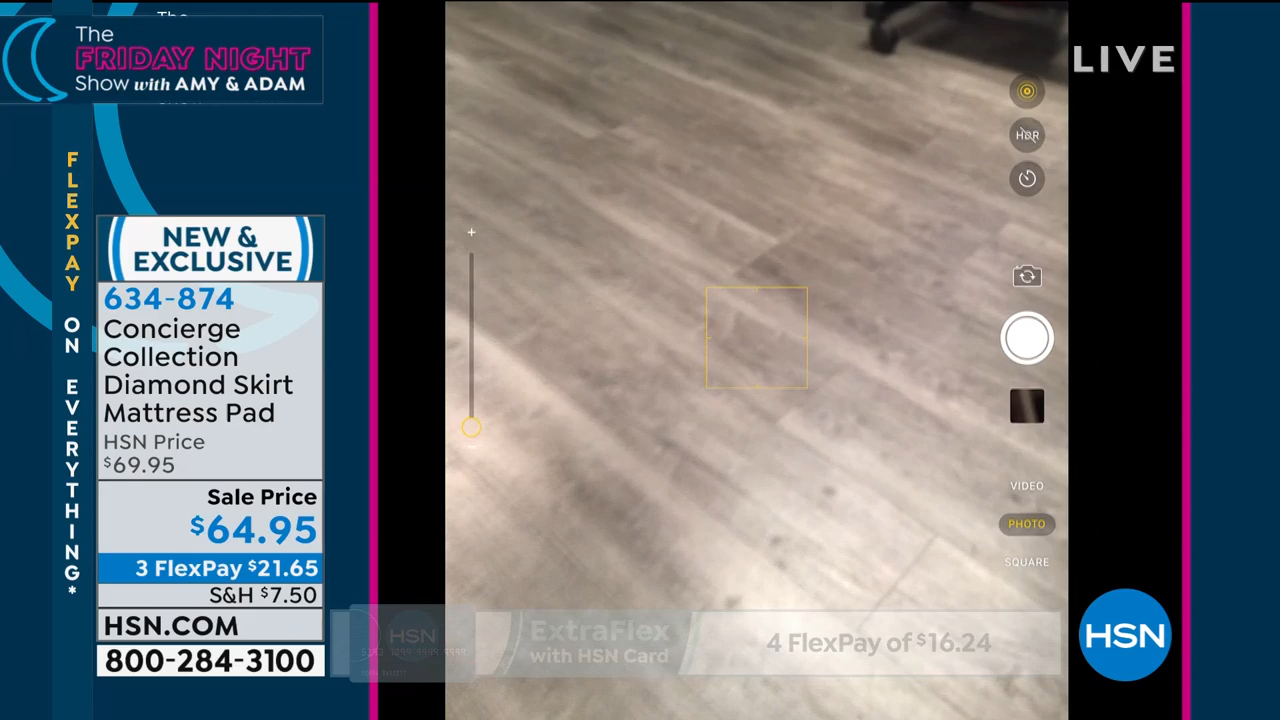 The
The
FRIDAY NIGHT
Show with AMY & ADAM
LIVE
HDR
FLEXPAY ON EVERYTHING*
NEW &
EXCLUSIVE
634-874
Concierge
Collection
Diamond Skirt
Mattress Pad
HSN Price
$69.95
Sale Price
$64.95
3 FlexPay $21.65
S&H $7.50
HSN.COM
800-284-3100
VIDEO
PHOTO
SQUARE
HSN
ExtraFlex
with HSN Card
4 FlexPay of $16.24
HSN